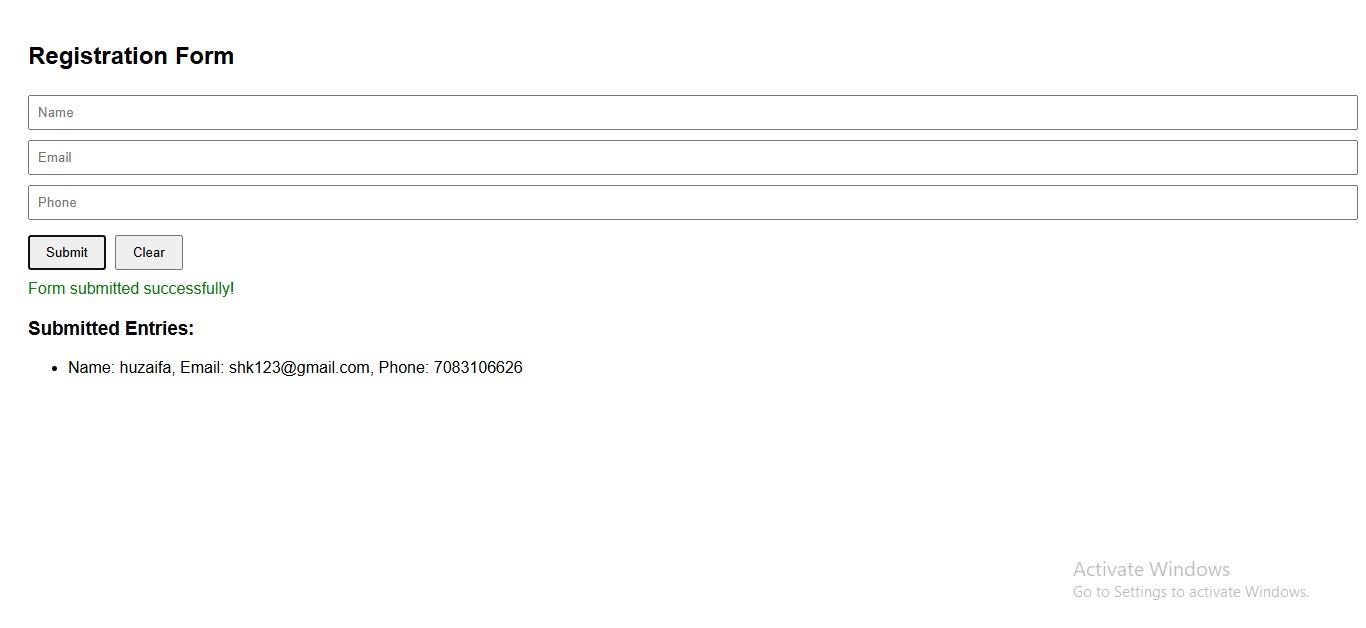 Registration Form
Name
Email
Phone
Submit Clear
Form submitted successfully!
Submitted Entries:
• Name: huzaifa, Email: shk123@gmail.com, Phone: 7083106626
Activate Windows
Go to Settings to activate Windows.